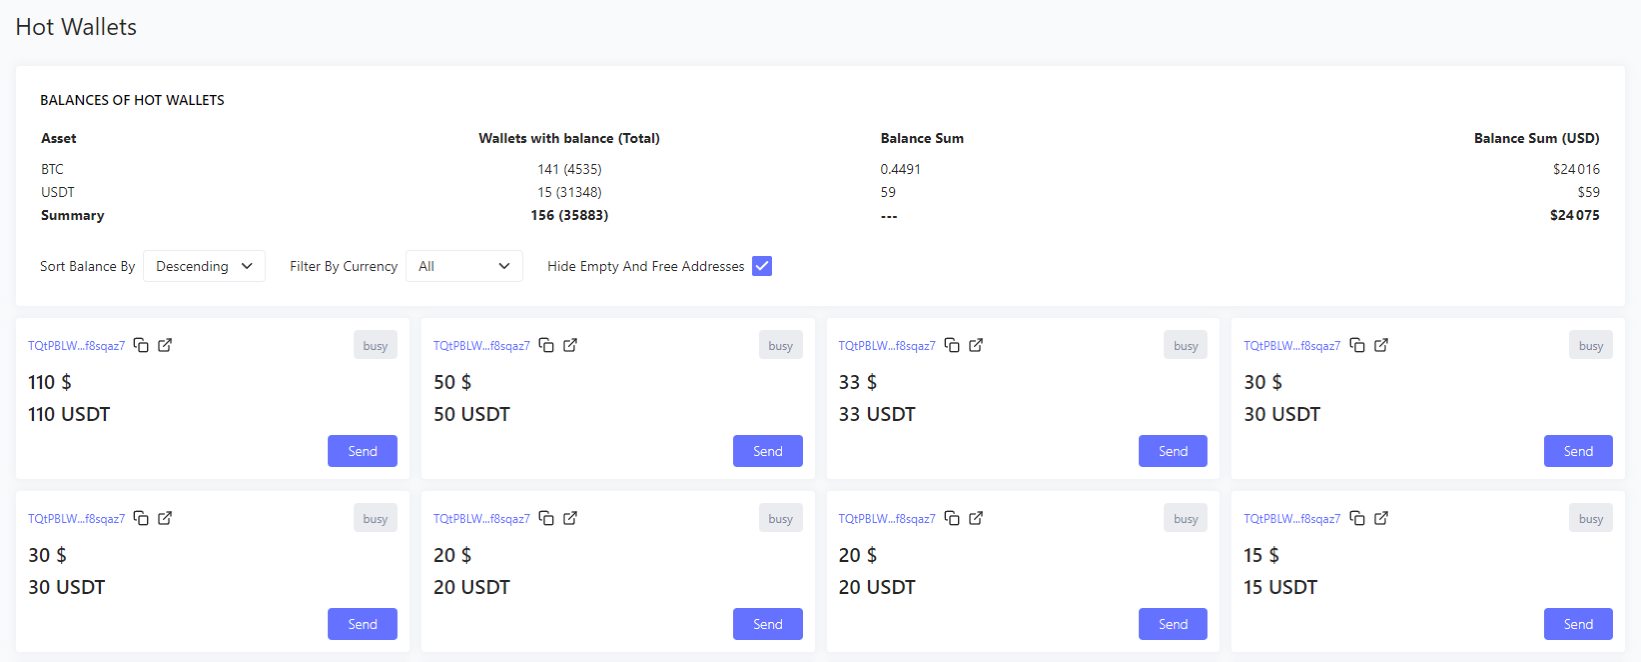 Hot Wallets
BALANCES OF HOT WALLETS
Asset Wallets with balance (Total) Balance Sum Balance Sum (USD)
BTC 141 (4535) 0.4491 $24 016
USDT 15 (31348) 59 $59
Summary 156 (35883) --- $24 075
Sort Balance By Descending Filter By Currency All Hide Empty And Free Addresses
TQtPBLW...f8sqaz7 busy TQtPBLW...f8sqaz7 busy TQtPBLW...f8sqaz7 busy TQtPBLW...f8sqaz7 busy
110 $ 50 $ 33 $ 30 $
110 USDT 50 USDT 33 USDT 30 USDT
Send Send Send Send
TQtPBLW...f8sqaz7 busy TQtPBLW...f8sqaz7 busy TQtPBLW...f8sqaz7 busy TQtPBLW...f8sqaz7 busy
30 $ 20 $ 20 $ 15 $
30 USDT 20 USDT 20 USDT 15 USDT
Send Send Send Send